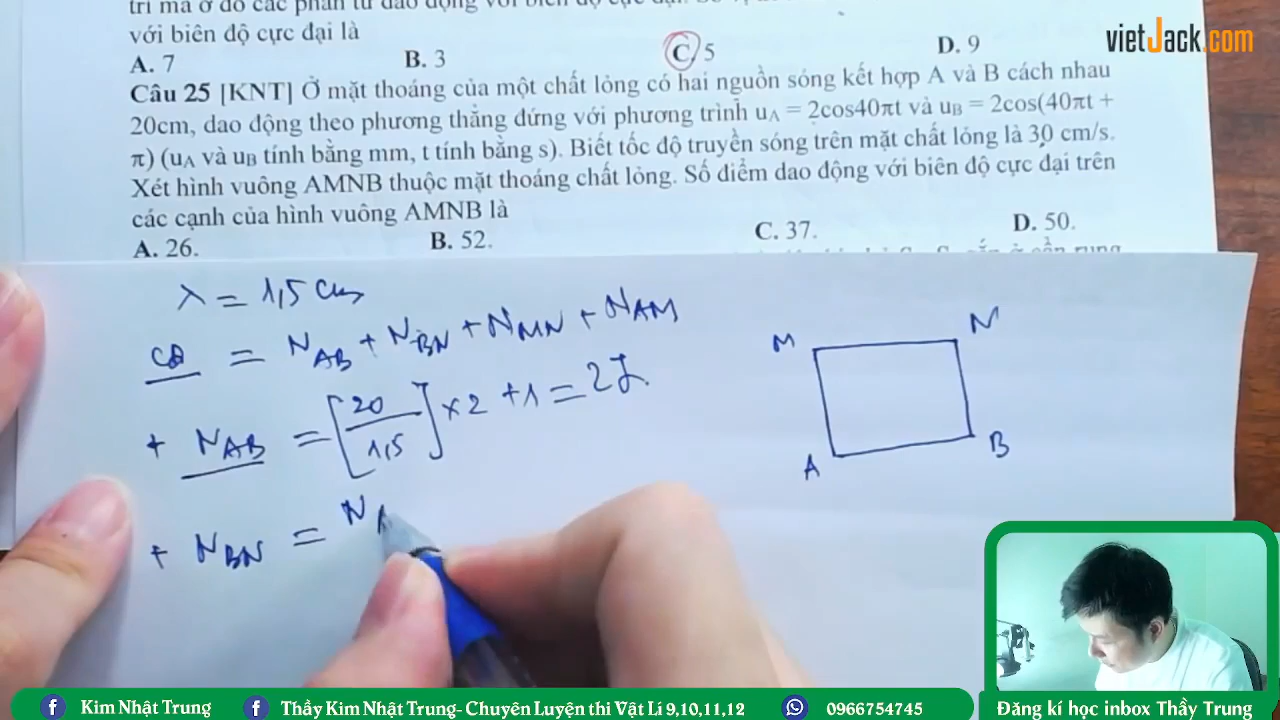 với biên độ cực đại là
A. 7 B. 3 C. 5 D. 9
Câu 25 [KNT] Ở mặt thoáng của một chất lỏng có hai nguồn sóng kết hợp A và B cách nhau
20cm, dao động theo phương thẳng đứng với phương trình uA = 2cos40πt và uB = 2cos(40πt +
π) (uA và uB tính bằng mm, t tính bằng s). Biết tốc độ truyền sóng trên mặt chất lỏng là 30 cm/s.
Xét hình vuông AMNB thuộc mặt thoáng chất lỏng. Số điểm dao động với biên độ cực đại trên
các cạnh của hình vuông AMNB là
A. 26. B. 52. C. 37. D. 50.
λ = 1,5 cm
CĐ = NAB + NBN + NMN + NAM
+ NAB = [20/1,5] × 2 + 1 = 27
+ NBN = N
M N
A B
vietJack.com
Kim Nhật Trung
Thầy Kim Nhật Trung- Chuyên Luyện thi Vật Lí 9,10,11,12
0966754745
Đăng kí học inbox Thầy Trung